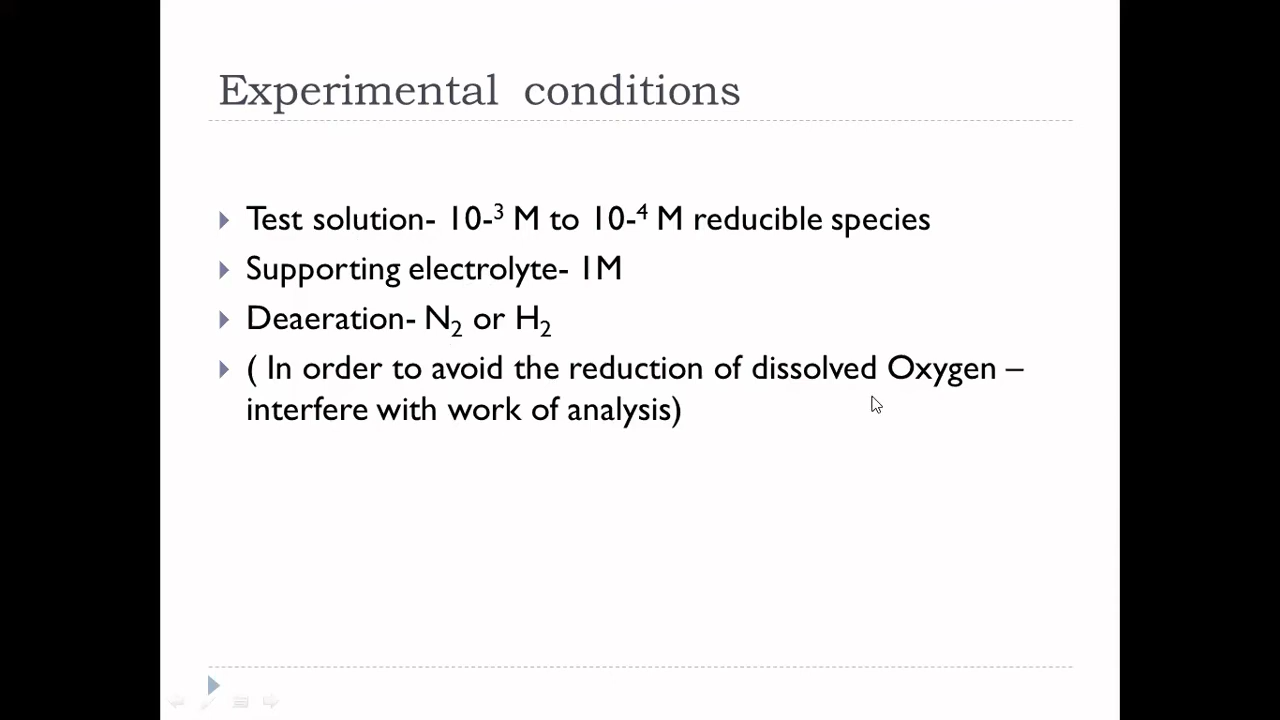 Experimental conditions
Test solution- 10-³ M to 10-⁴ M reducible species
Supporting electrolyte- 1M
Deaeration- N₂ or H₂
( In order to avoid the reduction of dissolved Oxygen –
interfere with work of analysis)